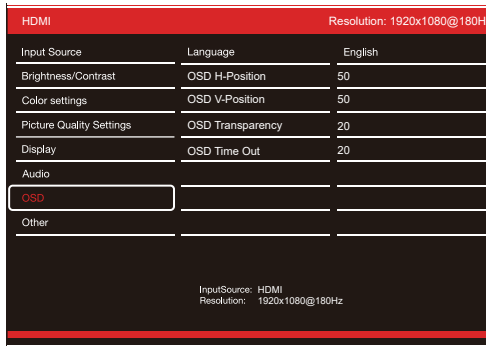 HDMI Resolution: 1920x1080@180H
Input Source Language English
Brightness/Contrast OSD H-Position 50
Color settings OSD V-Position 50
Picture Quality Settings OSD Transparency 20
Display OSD Time Out 20
Audio
OSD
Other
InputSource: HDMI
Resolution: 1920x1080@180Hz